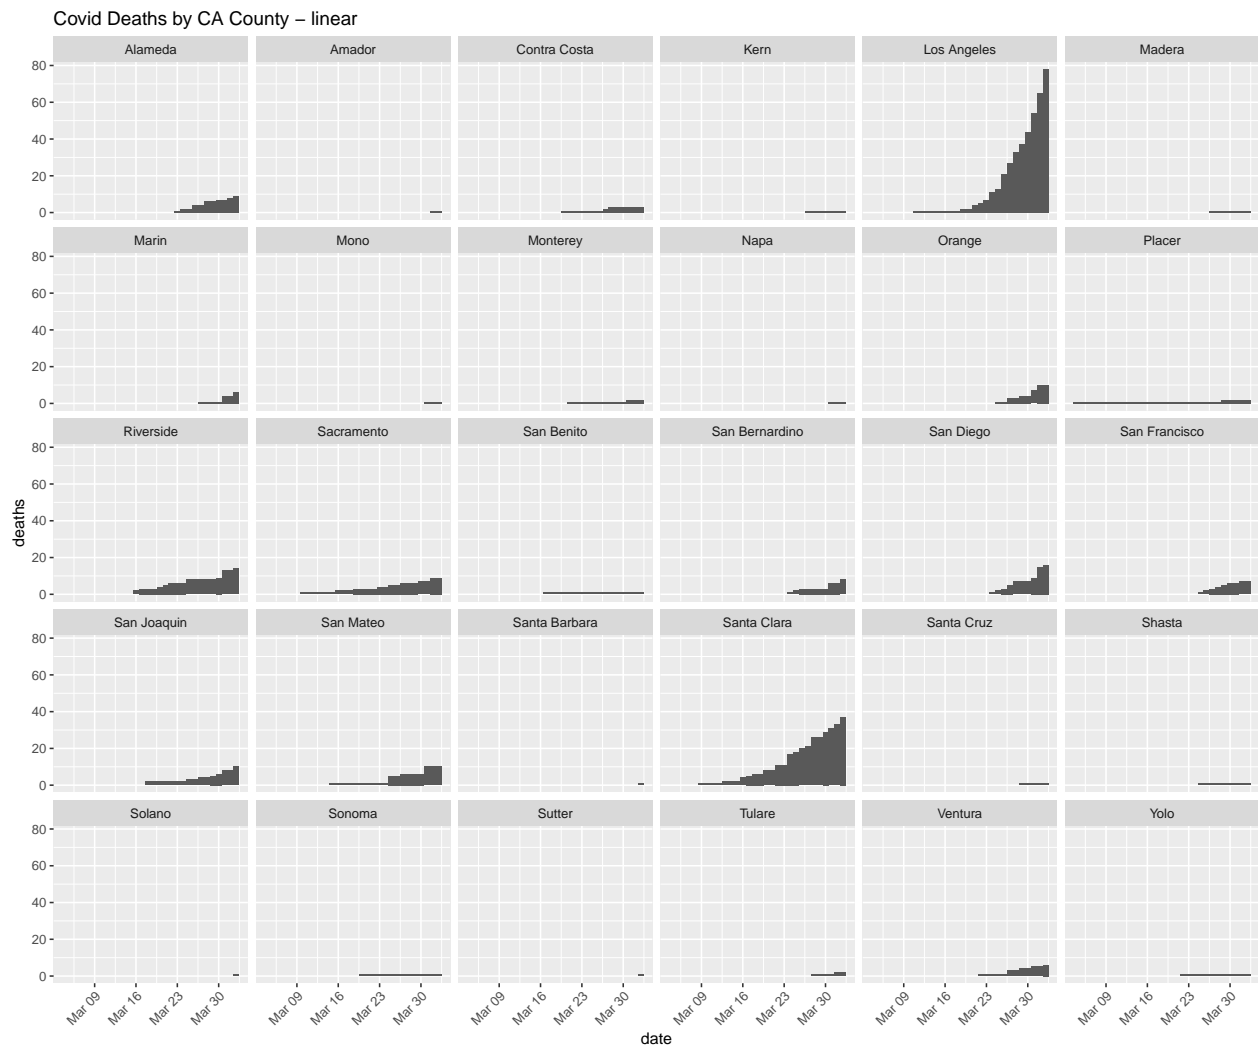 Covid Deaths by CA County – linear
Alameda Amador Contra Costa Kern Los Angeles Madera
80
60
40
20
0
Marin Mono Monterey Napa Orange Placer
80
60
40
20
0
Riverside Sacramento San Benito San Bernardino San Diego San Francisco
80
60
40
20
0
deaths
San Joaquin San Mateo Santa Barbara Santa Clara Santa Cruz Shasta
80
60
40
20
0
Solano Sonoma Sutter Tulare Ventura Yolo
80
60
40
20
0
Mar 09 Mar 16 Mar 23 Mar 30 Mar 09 Mar 16 Mar 23 Mar 30 Mar 09 Mar 16 Mar 23 Mar 30 Mar 09 Mar 16 Mar 23 Mar 30 Mar 09 Mar 16 Mar 23 Mar 30 Mar 09 Mar 16 Mar 23 Mar 30
date